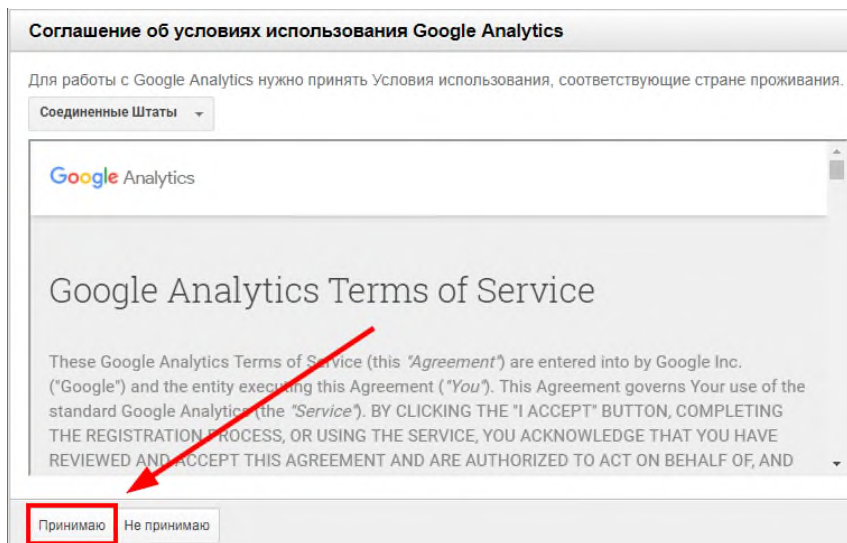 Соглашение об условиях использования Google Analytics
Для работы с Google Analytics нужно принять Условия использования, соответствующие стране проживания.
Соединенные Штаты
Google Analytics
Google Analytics Terms of Service
These Google Analytics Terms of Service (this "Agreement") are entered into by Google Inc.
("Google") and the entity executing this Agreement ("You"). This Agreement governs Your use of the
standard Google Analytics (the "Service"). BY CLICKING THE "I ACCEPT" BUTTON, COMPLETING
THE REGISTRATION PROCESS, OR USING THE SERVICE, YOU ACKNOWLEDGE THAT YOU HAVE
REVIEWED AND ACCEPT THIS AGREEMENT AND ARE AUTHORIZED TO ACT ON BEHALF OF, AND
Принимаю Не принимаю